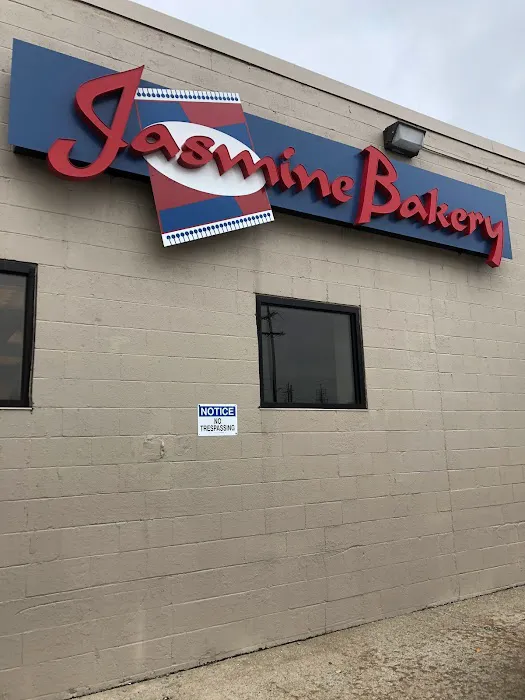 Jasmine Bakery
NOTICE
NO
TRESPASSING